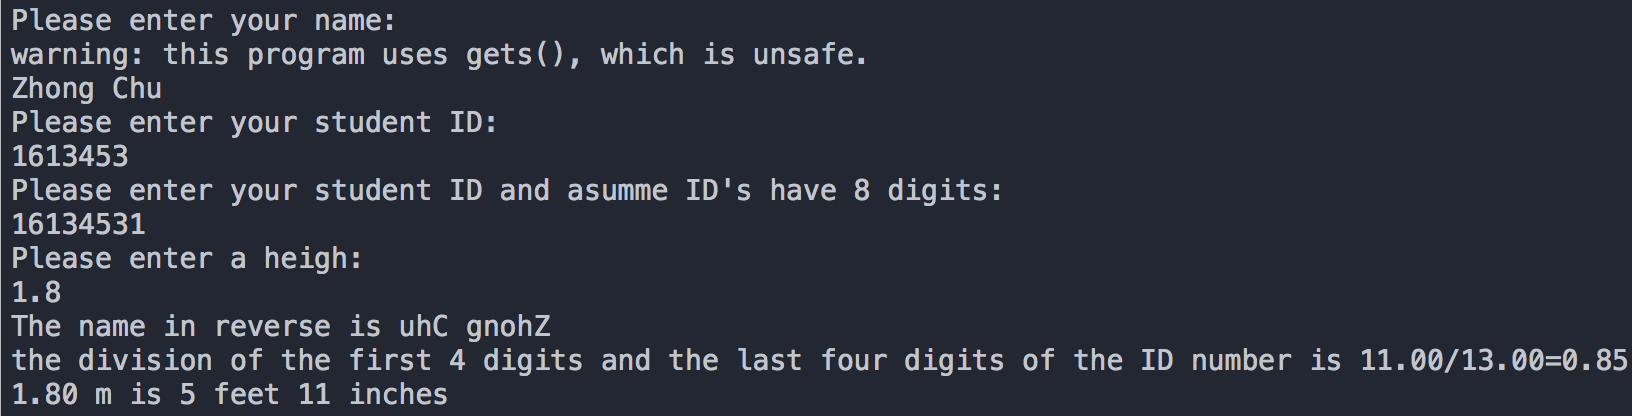 Please enter your name:
warning: this program uses gets(), which is unsafe.
Zhong Chu
Please enter your student ID:
1613453
Please enter your student ID and asumme ID's have 8 digits:
16134531
Please enter a heigh:
1.8
The name in reverse is uhC gnohZ
the division of the first 4 digits and the last four digits of the ID number is 11.00/13.00=0.85
1.80 m is 5 feet 11 inches